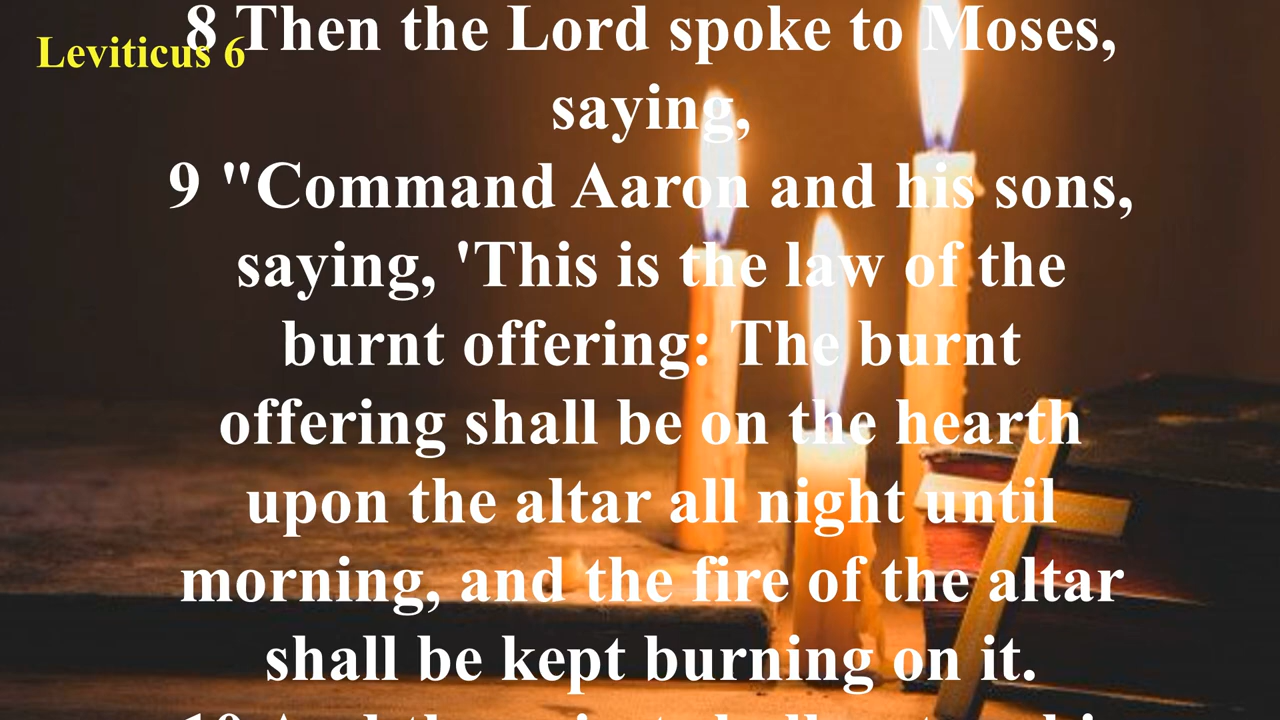 Leviticus 6
8 Then the Lord spoke to Moses,
saying,
9 "Command Aaron and his sons,
saying, 'This is the law of the
burnt offering: The burnt
offering shall be on the hearth
upon the altar all night until
morning, and the fire of the altar
shall be kept burning on it.